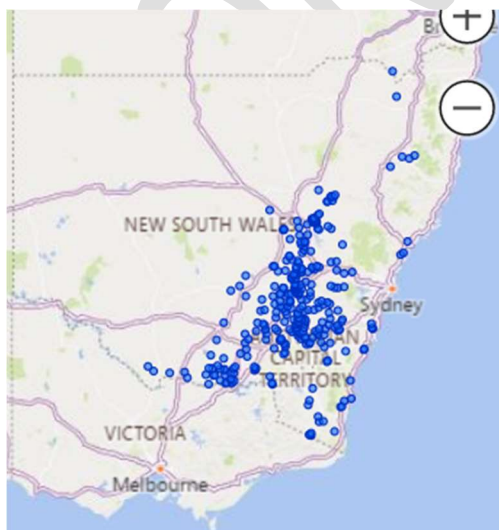 NEW SOUTH WALES
Sydney
CAPITAL
TERRITORY
VICTORIA
Melbourne